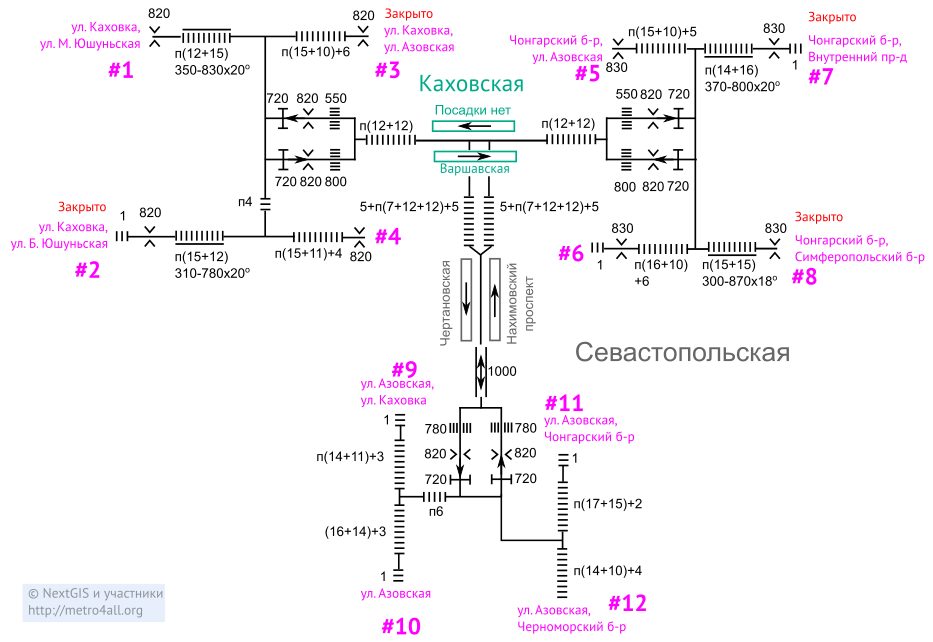 820
ул. Каховка,
ул. М. Юшуньская
#1
п(12+15)
350-830x20°
п(15+10)+6
820
Закрыто
ул. Каховка,
ул. Азовская
#3
Чонгарский б-р,
ул. Азовская
#5
830
п(15+10)+5
п(14+16)
370-800x20°
830
1
Закрыто
Чонгарский б-р,
Внутренний пр-д
#7
Каховская
Посадки нет
Варшавская
720
820
550
720
820
800
п(12+12)
п(12+12)
550
820
720
800
820
720
п4
5+п(7+12+12)+5
5+п(7+12+12)+5
Закрыто
ул. Каховка,
ул. Б. Юшуньская
#2
1
820
п(15+12)
310-780x20°
п(15+11)+4
820
#4
#6
1
830
п(16+10)
+6
п(15+15)
300-870x18°
830
Закрыто
Чонгарский б-р,
Симферопольский б-р
#8
Чертановская
Нахимовский
проспект
Севастопольская
1000
#9
ул. Азовская,
ул. Каховка
1
п(14+11)+3
(16+14)+3
1
ул. Азовская
#10
п6
780
820
720
780
820
720
#11
ул. Азовская,
Чонгарский б-р
1
п(17+15)+2
п(14+10)+4
#12
ул. Азовская,
Черноморский б-р
© NextGIS и участники
http://metro4all.org